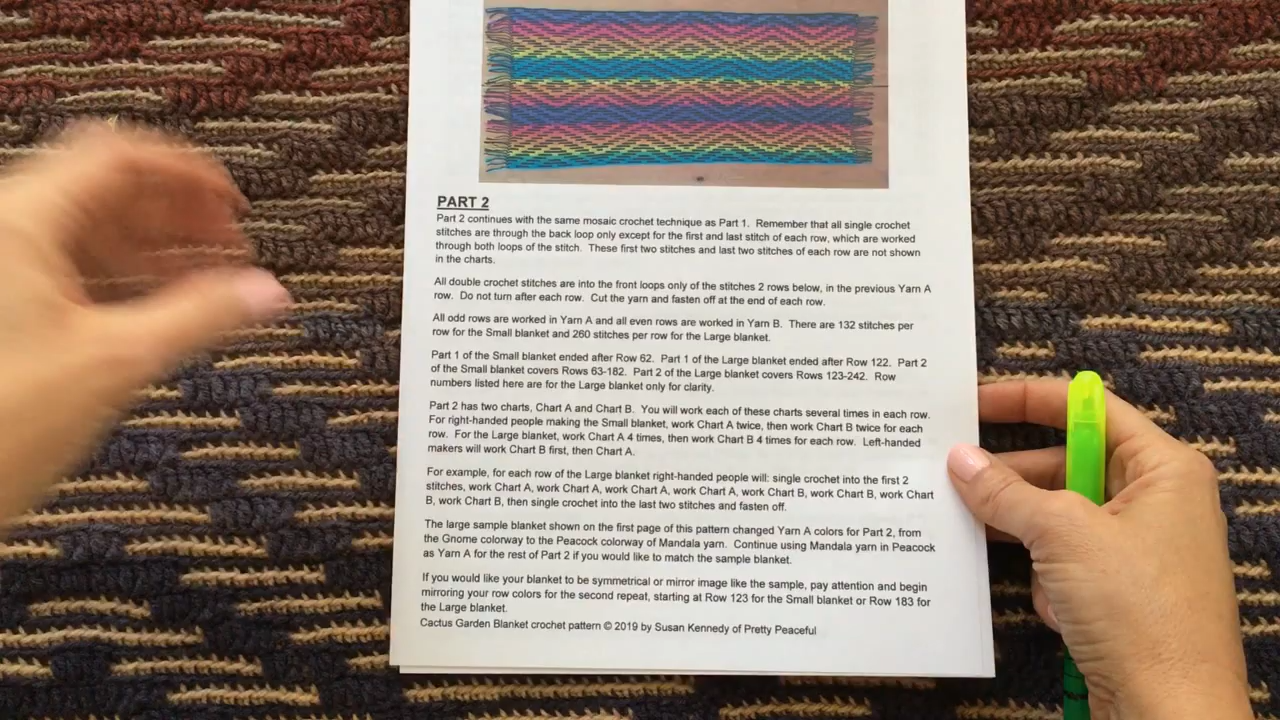 PART 2
Part 2 continues with the same mosaic crochet technique as Part 1. Remember that all single crochet
stitches are through the back loop only except for the first and last stitch of each row, which are worked
through both loops of the stitch. These first two stitches and last two stitches of each row are not shown
in the charts.
All double crochet stitches are into the front loops only of the stitches 2 rows below, in the previous Yarn A
row. Do not turn after each row. Cut the yarn and fasten off at the end of each row.
All odd rows are worked in Yarn A and all even rows are worked in Yarn B. There are 132 stitches per
row for the Small blanket and 260 stitches per row for the Large blanket.
Part 1 of the Small blanket ended after Row 62. Part 1 of the Large blanket ended after Row 122. Part 2
of the Small blanket covers Rows 63-182. Part 2 of the Large blanket covers Rows 123-242. Row
numbers listed here are for the Large blanket only for clarity.
Part 2 has two charts, Chart A and Chart B. You will work each of these charts several times in each row.
For right-handed people making the Small blanket, work Chart A twice, then work Chart B twice for each
row. For the Large blanket, work Chart A 4 times, then work Chart B 4 times for each row. Left-handed
makers will work Chart B first, then Chart A.
For example, for each row of the Large blanket right-handed people will: single crochet into the first 2
stitches, work Chart A, work Chart A, work Chart A, work Chart A, work Chart B, work Chart B, work Chart
B, work Chart B, then single crochet into the last two stitches and fasten off.
The large sample blanket shown on the first page of this pattern changed Yarn A colors for Part 2, from
the Gnome colorway to the Peacock colorway of Mandala yarn. Continue using Mandala yarn in Peacock
as Yarn A for the rest of Part 2 if you would like to match the sample blanket.
If you would like your blanket to be symmetrical or mirror image like the sample, pay attention and begin
mirroring your row colors for the second repeat, starting at Row 123 for the Small blanket or Row 183 for
the Large blanket.
Cactus Garden Blanket crochet pattern © 2019 by Susan Kennedy of Pretty Peaceful